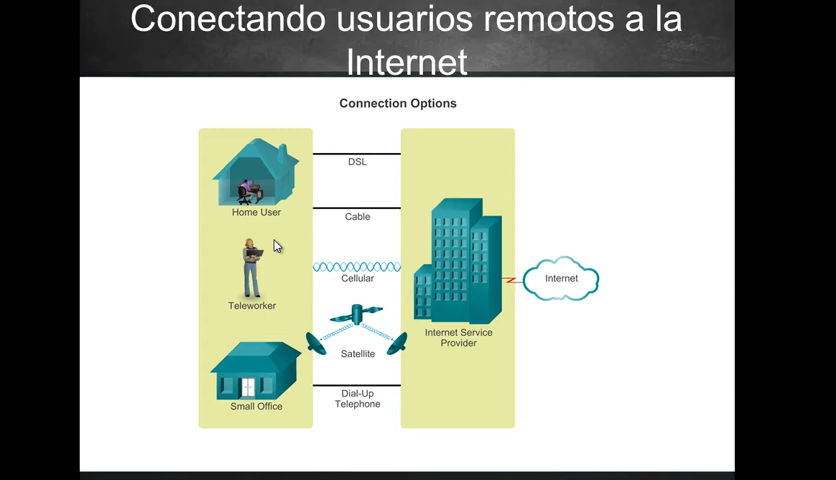 Conectando usuarios remotos a la
Internet
Connection Options
DSL
Home User
Cable
Cellular
Internet
Teleworker
Internet Service
Provider
Satellite
Dial-Up
Telephone
Small Office